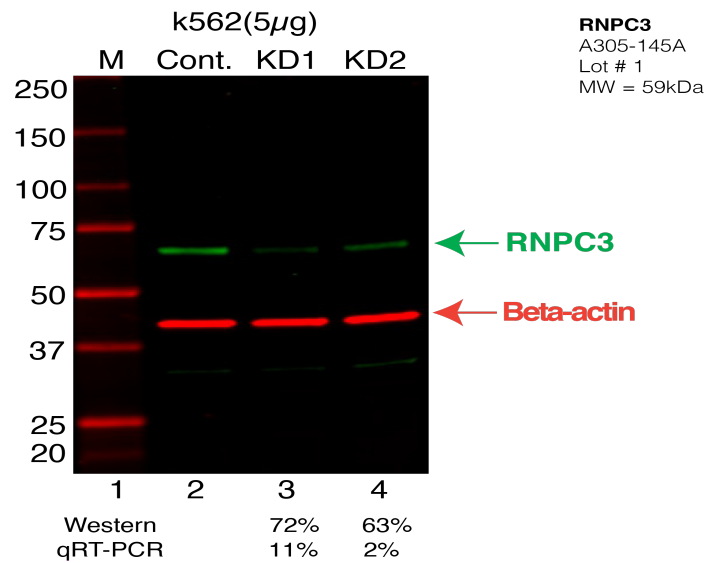 k562(5µg)
M Cont. KD1 KD2
RNPC3
A305-145A
Lot # 1
MW = 59kDa
250
150
100
75
50
37
25
20
RNPC3
Beta-actin
1 2 3 4
Western 72% 63%
qRT-PCR 11% 2%